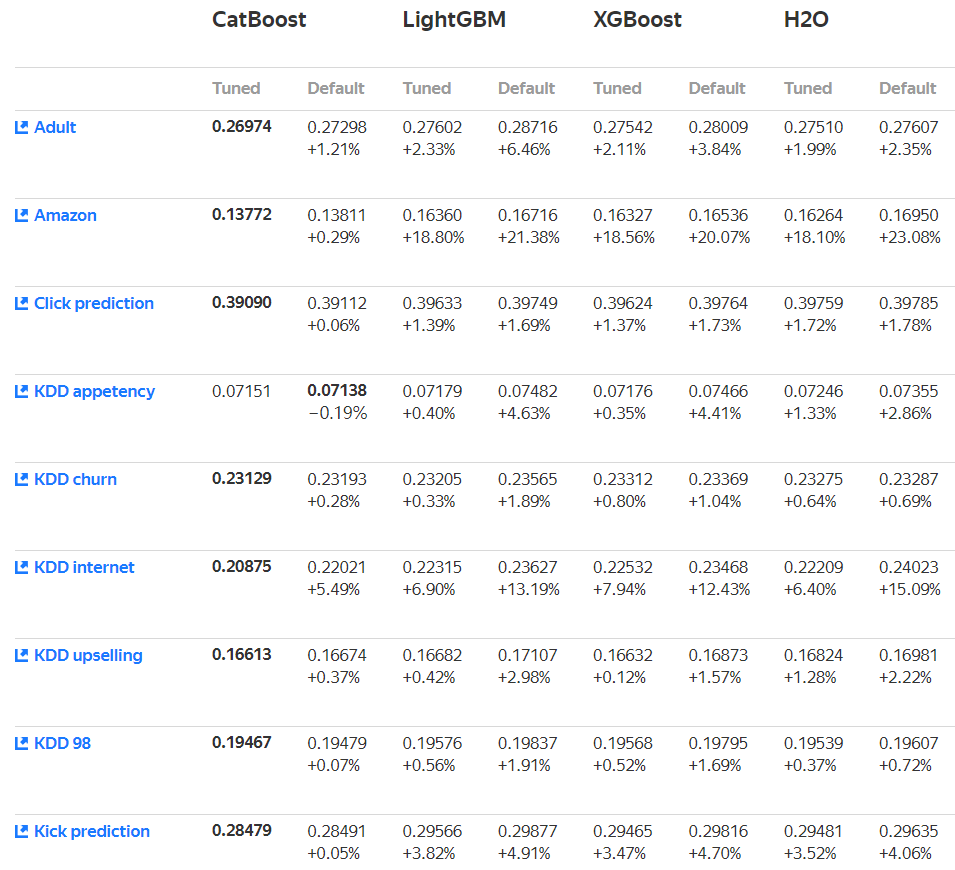 CatBoost LightGBM XGBoost H2O
Tuned Default Tuned Default Tuned Default Tuned Default
Adult 0.26974 0.27298 0.27602 0.28716 0.27542 0.28009 0.27510 0.27607
+1.21% +2.33% +6.46% +2.11% +3.84% +1.99% +2.35%
Amazon 0.13772 0.13811 0.16360 0.16716 0.16327 0.16536 0.16264 0.16950
+0.29% +18.80% +21.38% +18.56% +20.07% +18.10% +23.08%
Click prediction 0.39090 0.39112 0.39633 0.39749 0.39624 0.39764 0.39759 0.39785
+0.06% +1.39% +1.69% +1.37% +1.73% +1.72% +1.78%
KDD appetency 0.07151 0.07138 0.07179 0.07482 0.07176 0.07466 0.07246 0.07355
−0.19% +0.40% +4.63% +0.35% +4.41% +1.33% +2.86%
KDD churn 0.23129 0.23193 0.23205 0.23565 0.23312 0.23369 0.23275 0.23287
+0.28% +0.33% +1.89% +0.80% +1.04% +0.64% +0.69%
KDD internet 0.20875 0.22021 0.22315 0.23627 0.22532 0.23468 0.22209 0.24023
+5.49% +6.90% +13.19% +7.94% +12.43% +6.40% +15.09%
KDD upselling 0.16613 0.16674 0.16682 0.17107 0.16632 0.16873 0.16824 0.16981
+0.37% +0.42% +2.98% +0.12% +1.57% +1.28% +2.22%
KDD 98 0.19467 0.19479 0.19576 0.19837 0.19568 0.19795 0.19539 0.19607
+0.07% +0.56% +1.91% +0.52% +1.69% +0.37% +0.72%
Kick prediction 0.28479 0.28491 0.29566 0.29877 0.29465 0.29816 0.29481 0.29635
+0.05% +3.82% +4.91% +3.47% +4.70% +3.52% +4.06%